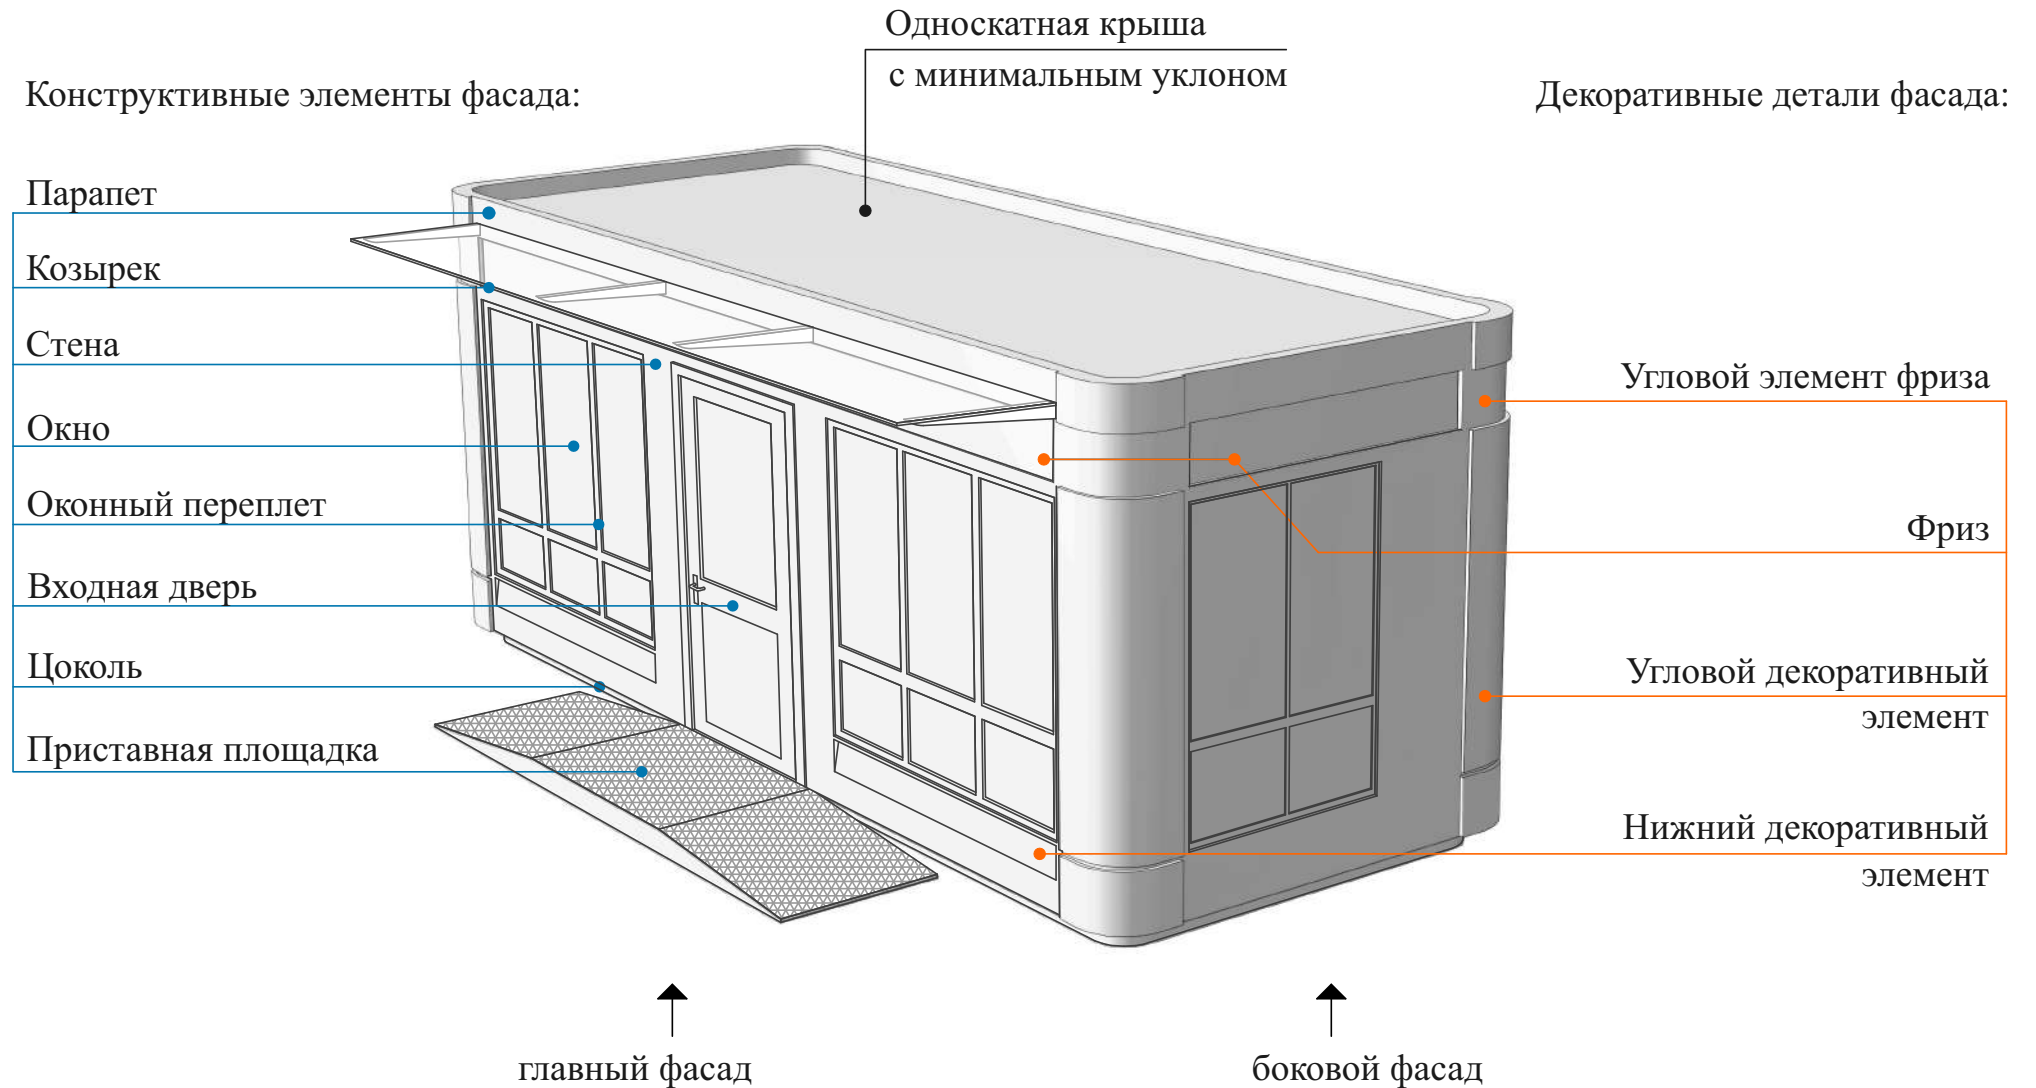 Односкатная крыша
с минимальным уклоном
Конструктивные элементы фасада:
Парапет
Козырек
Стена
Окно
Оконный переплет
Входная дверь
Цоколь
Приставная площадка
Декоративные детали фасада:
Угловой элемент фриза
Фриз
Угловой декоративный
элемент
Нижний декоративный
элемент
главный фасад
боковой фасад